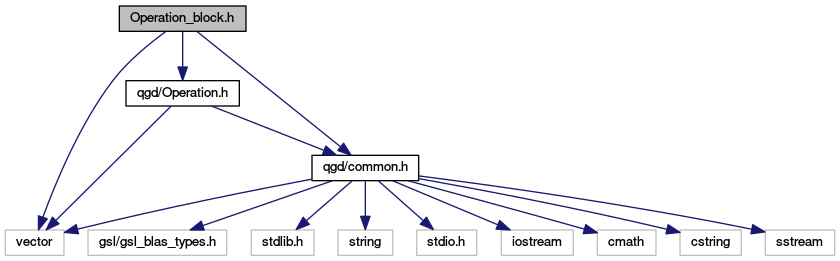 Operation_block.h
qgd/Operation.h
qgd/common.h
vector
gsl/gsl_blas_types.h
stdlib.h
string
stdio.h
iostream
cmath
cstring
sstream